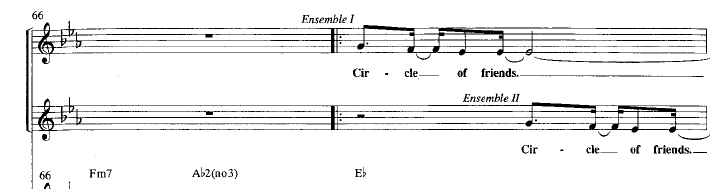 66
Ensemble I
Cir - cle of friends.
Ensemble II
Cir - cle of friends.
66 Fm7 A♭2(no3) E♭